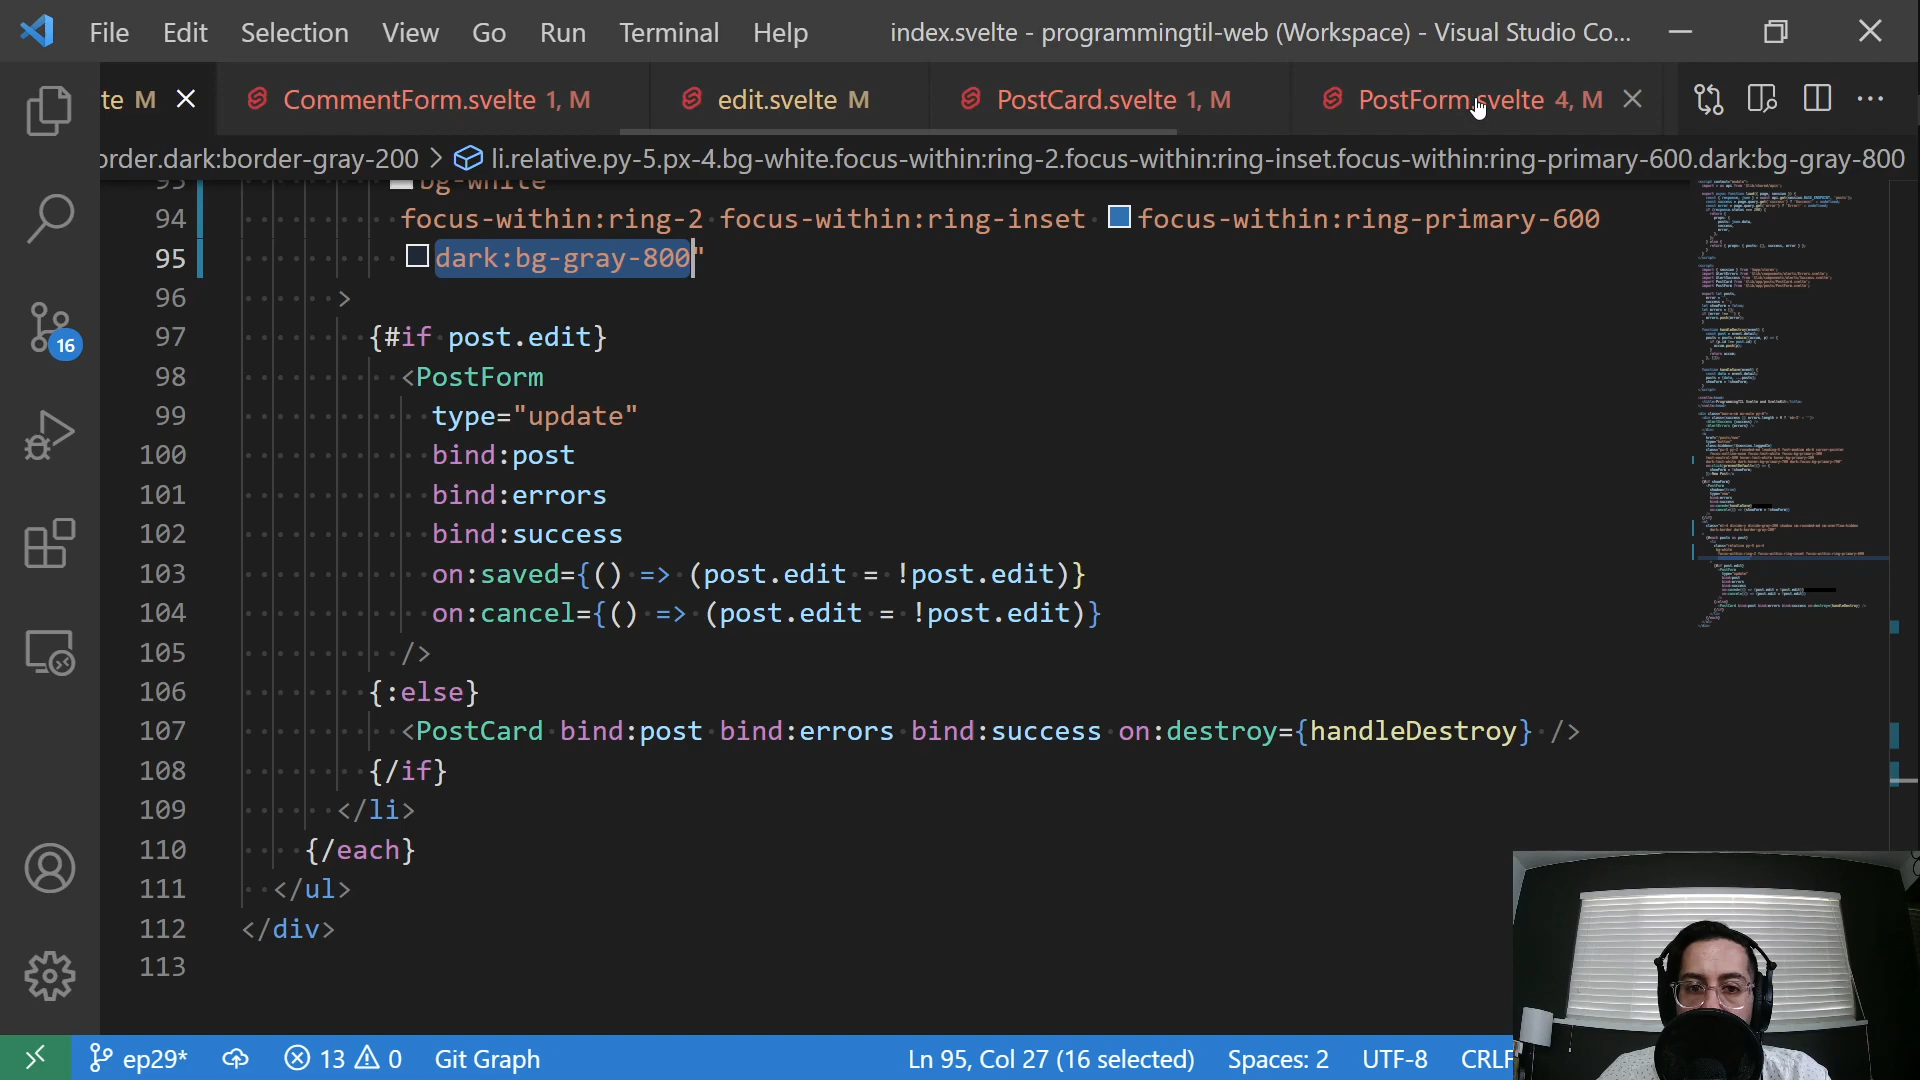 File Edit Selection View Go Run Terminal Help index.svelte - programmingtil-web (Workspace) - Visual Studio Co...
te M CommentForm.svelte 1, M edit.svelte M PostCard.svelte 1, M PostForm.svelte 4, M
order.dark:border-gray-200 > li.relative.py-5.px-4.bg-white.focus-within:ring-2.focus-within:ring-inset.focus-within:ring-primary-600.dark:bg-gray-800
93 bg-white
94 focus-within:ring-2 focus-within:ring-inset focus-within:ring-primary-600
95 dark:bg-gray-800"
96 >
97 {#if post.edit}
98 <PostForm
99 type="update"
100 bind:post
101 bind:errors
102 bind:success
103 on:saved={() => (post.edit = !post.edit)}
104 on:cancel={() => (post.edit = !post.edit)}
105 />
106 {:else}
107 <PostCard bind:post bind:errors bind:success on:destroy={handleDestroy} />
108 {/if}
109 </li>
110 {/each}
111 </ul>
112 </div>
113
16
ep29* 13 0 Git Graph Ln 95, Col 27 (16 selected) Spaces: 2 UTF-8 CRLF